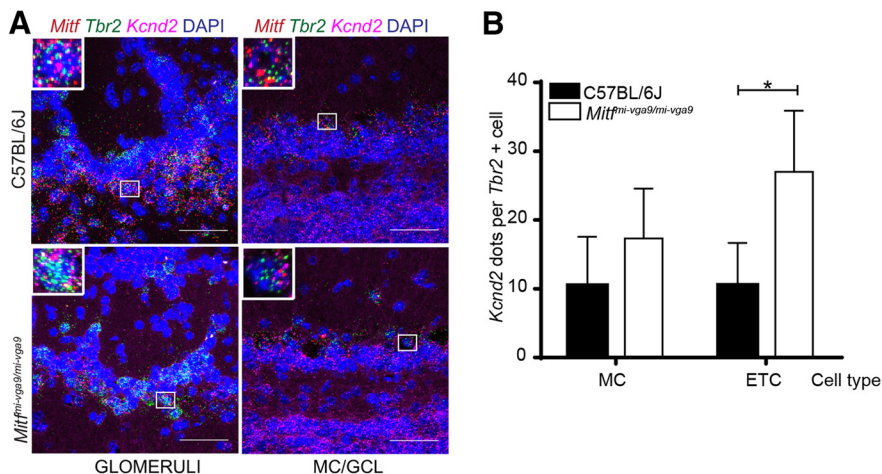 A
Mitf Tbr2 Kcnd2 DAPI
Mitf Tbr2 Kcnd2 DAPI
C57BL/6J
Mitfmi-vga9/mi-vga9
GLOMERULI
MC/GCL
B
C57BL/6J
Mitfmi-vga9/mi-vga9
*
Kcnd2 dots per Tbr2 + cell
40
30
20
10
0
MC
ETC
Cell type